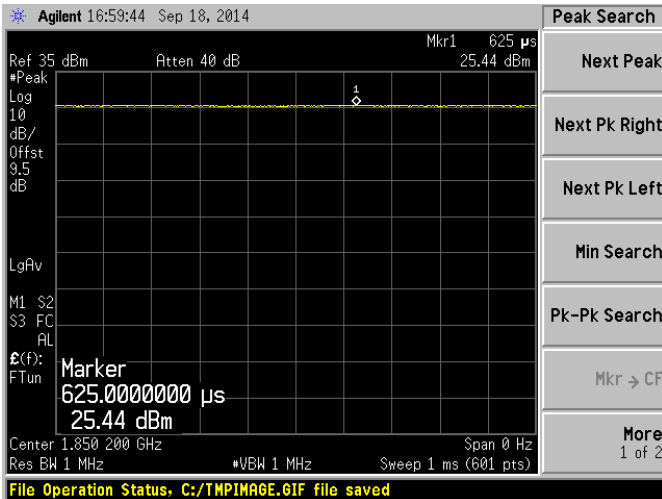 Agilent 16:59:44 Sep 18, 2014
Peak Search
Mkr1 625 µs
Ref 35 dBm Atten 40 dB 25.44 dBm
#Peak
Log
10
dB/
Offst
9.5
dB
1
LgAv
M1 S2
S3 FC
AL
£(f):
FTun
Marker
625.0000000 µs
25.44 dBm
Center 1.850 200 GHz Span 0 Hz
Res BW 1 MHz #VBW 1 MHz Sweep 1 ms (601 pts)
File Operation Status, C:/TMPIMAGE.GIF file saved
Next Peak
Next Pk Right
Next Pk Left
Min Search
Pk-Pk Search
Mkr → CF
More
1 of 2